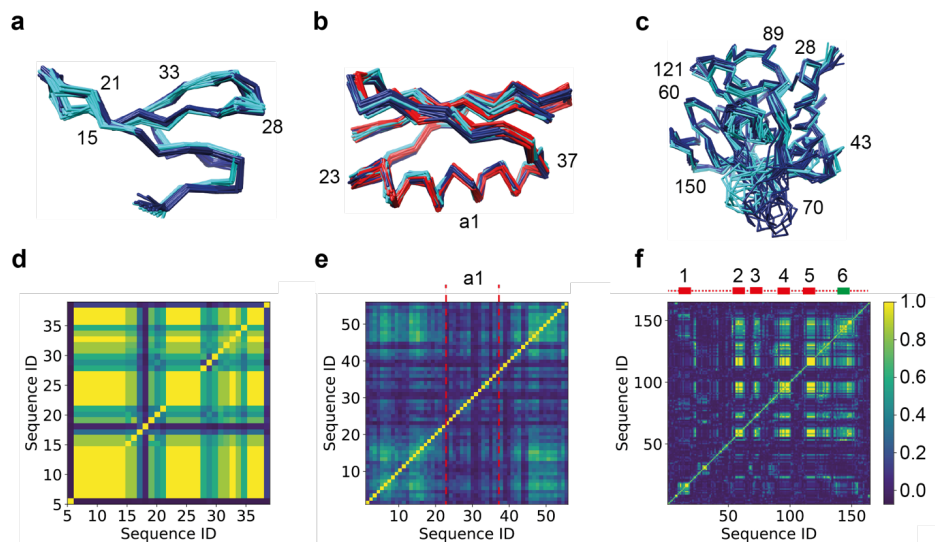 a
21
33
15
28
b
23
37
a1
c
89
28
121
60
43
150
70
d
35
30
25
20
15
10
5
Sequence ID
5 10 15 20 25 30 35
Sequence ID
e
a1
50
40
30
20
10
Sequence ID
10 20 30 40 50
Sequence ID
f
1 2 3 4 5 6
150
100
50
Sequence ID
50 100 150
Sequence ID
1.0
0.8
0.6
0.4
0.2
0.0